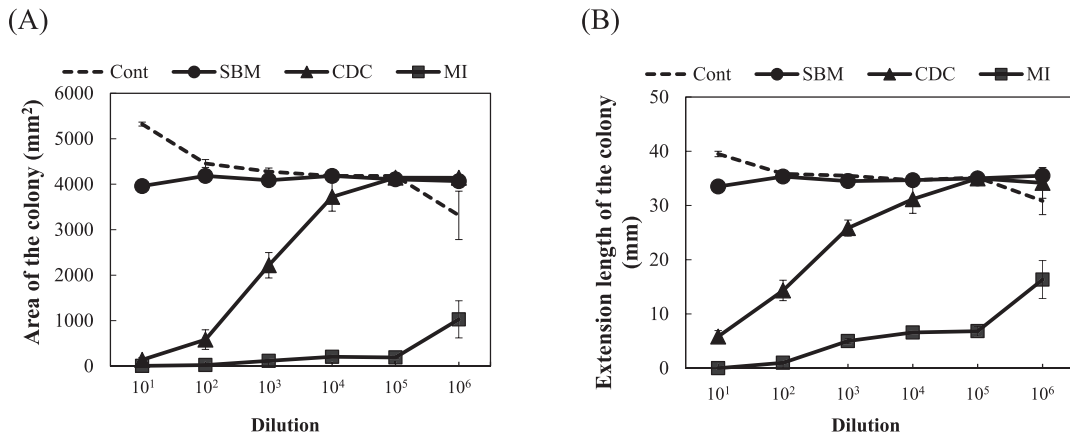 (A)
Cont SBM CDC MI
Area of the colony (mm²)
6000
5000
4000
3000
2000
1000
0
10¹ 10² 10³ 10⁴ 10⁵ 10⁶
Dilution
(B)
Cont SBM CDC MI
Extension length of the colony
(mm)
50
40
30
20
10
0
10¹ 10² 10³ 10⁴ 10⁵ 10⁶
Dilution